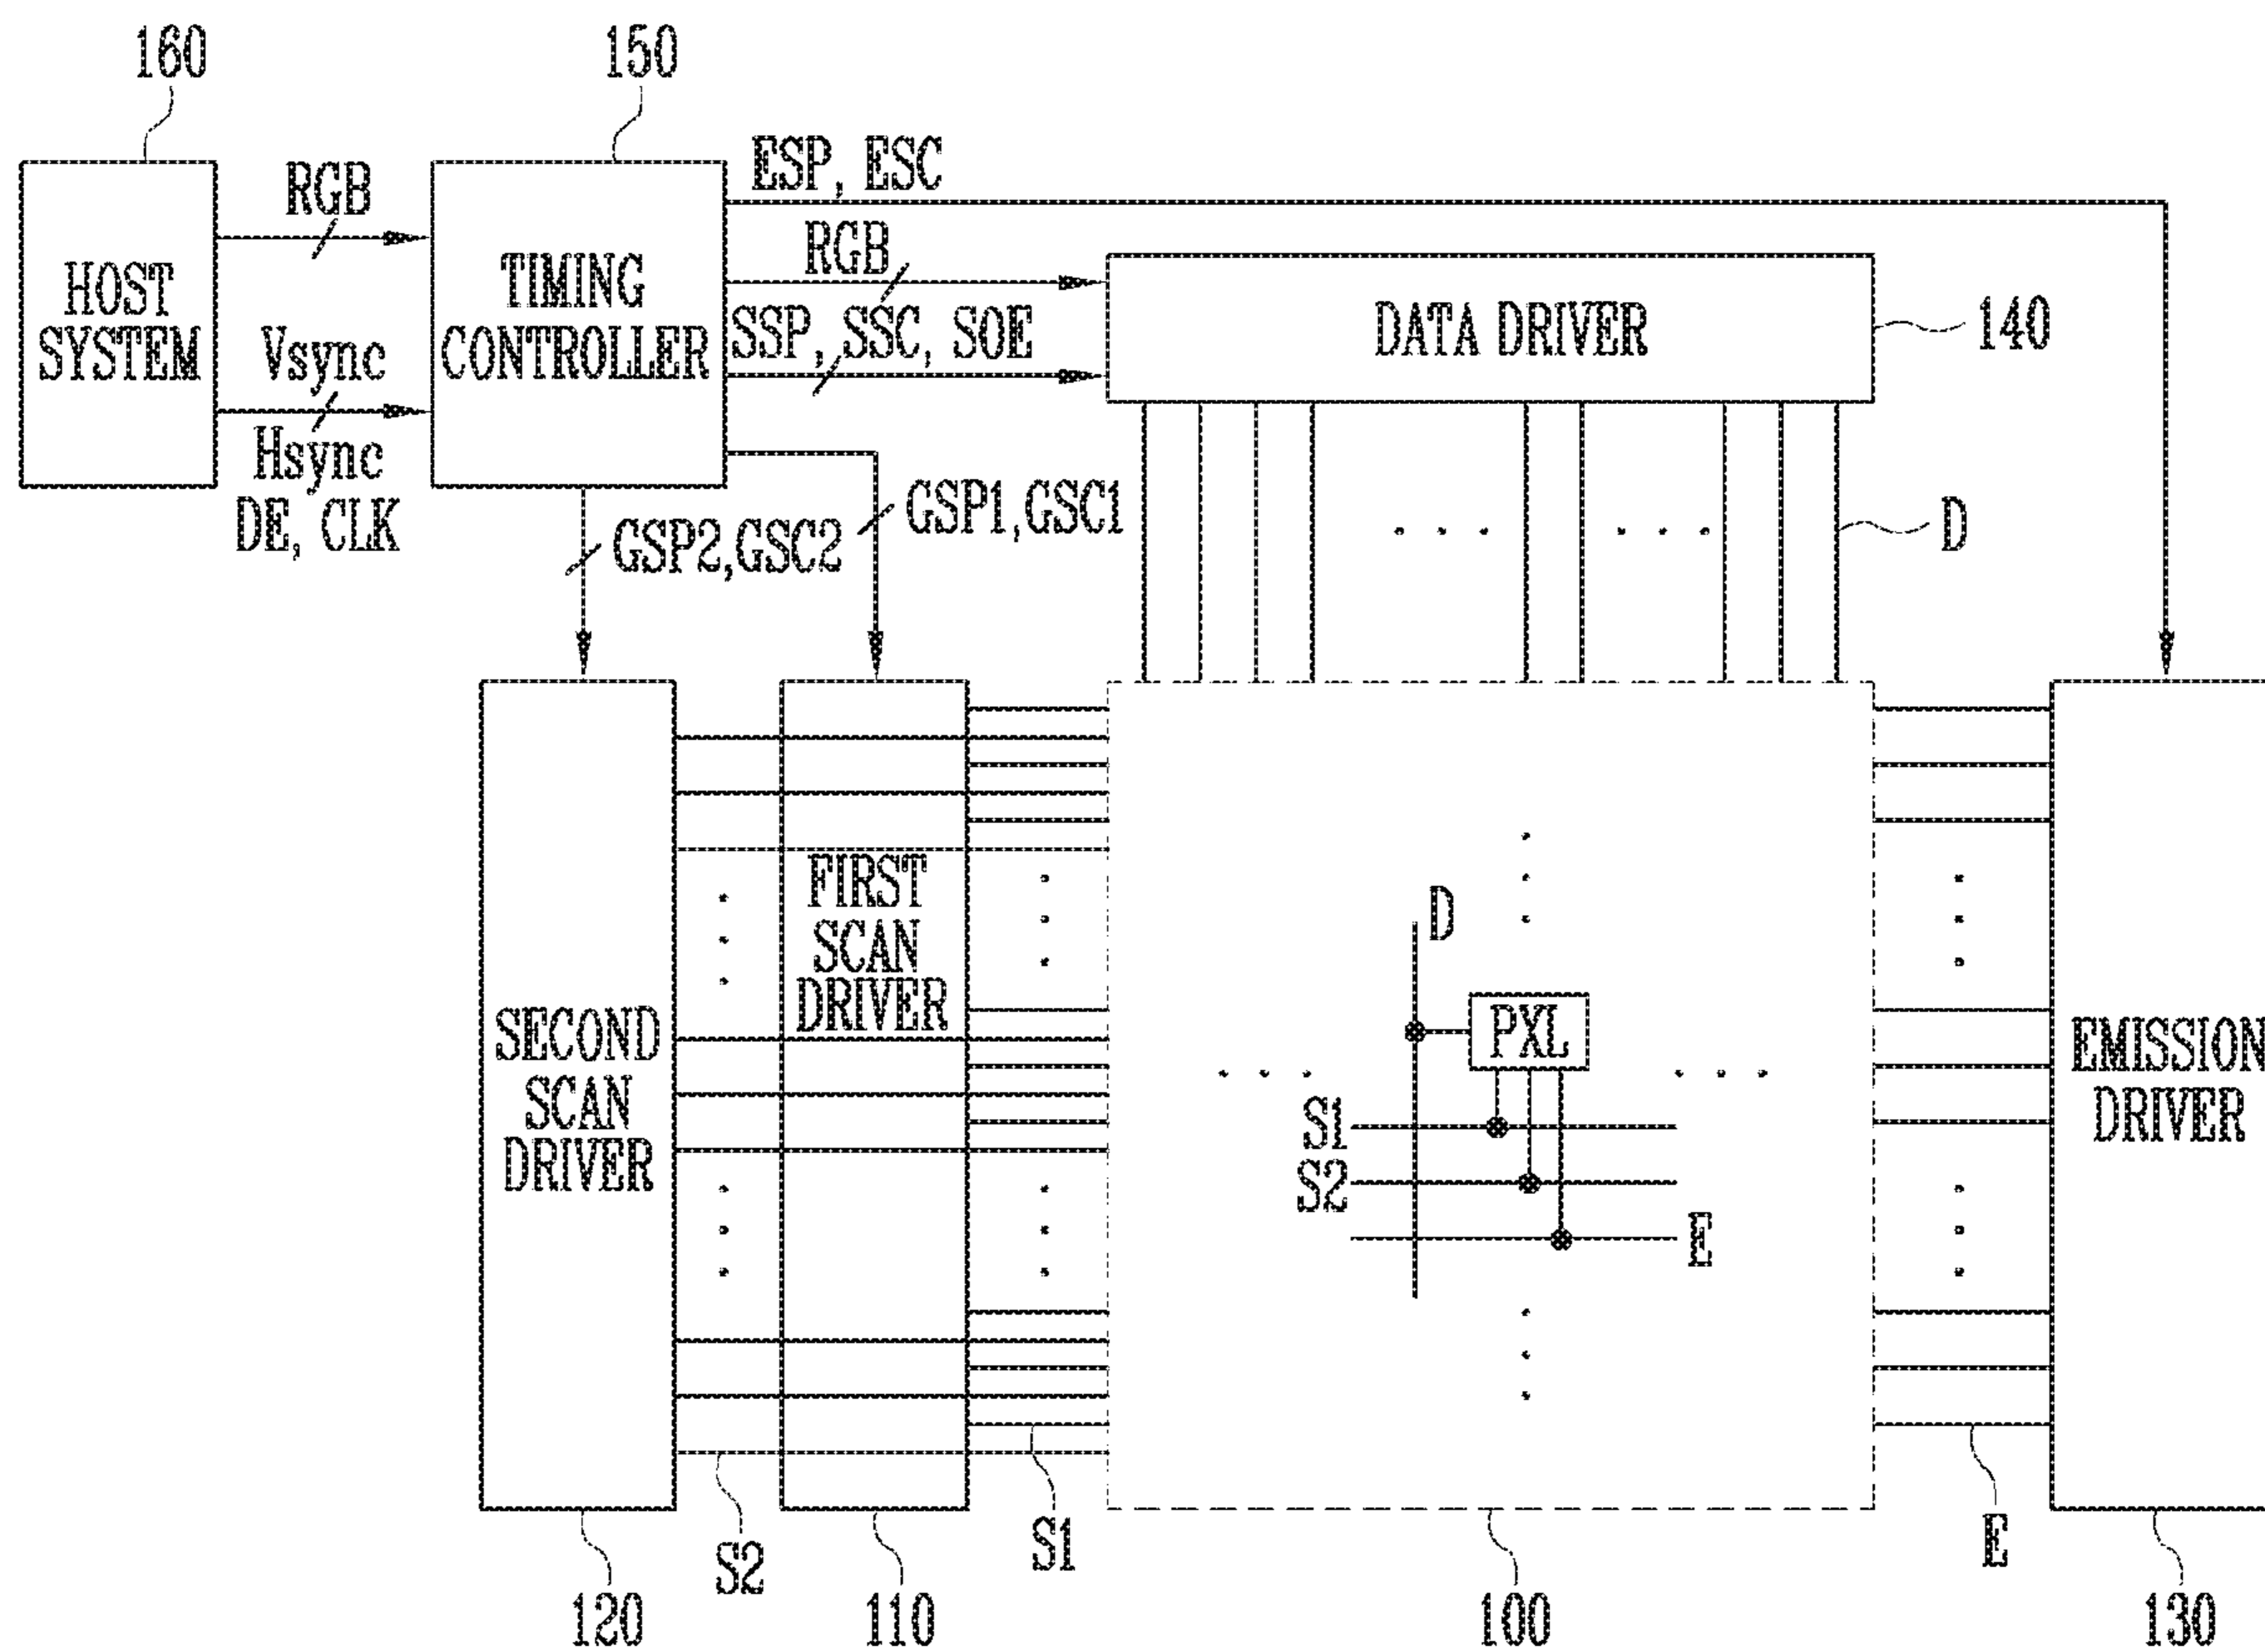 160
150
ESP, ESC
RGB
RGB
HOST
SYSTEM
TIMING
CONTROLLER
DATA DRIVER
140
SSP, SSC, SOE
Vsync
Hsync
DE, CLK
GSP1,GSC1
GSP2,GSC2
D
FIRST
SCAN
DRIVER
D
PXL
SECOND
SCAN
DRIVER
EMISSION
DRIVER
S1
S2
E
S2
S1
E
120
110
100
130